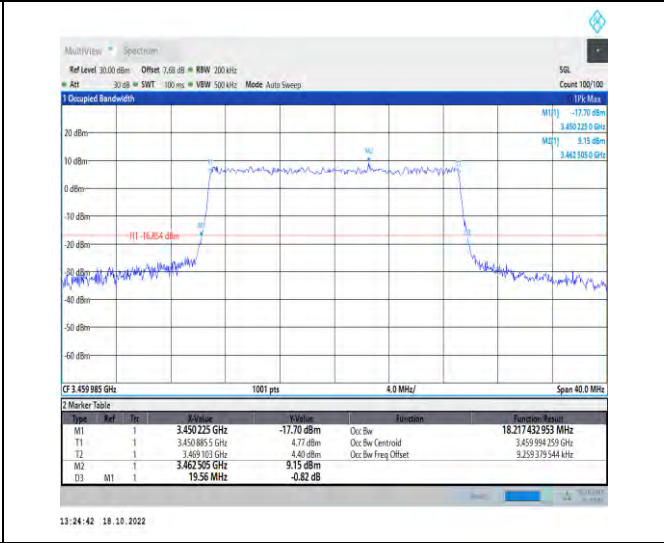 MultiView Spectrum
Ref Level 30.00 dBm Offset 7.68 dB RBW 200 kHz SGL
Att 30 dB SWT 100 ms VBW 500 kHz Mode Auto Sweep Count 100/100
1 Occupied Bandwidth 1Pk Max
M1[1] -17.70 dBm
3.450 225 0 GHz
M2[1] 9.15 dBm
3.462 505 0 GHz
20 dBm
M2
10 dBm
0 dBm
-10 dBm
M1
H1 -16.854 dBm
-20 dBm
-30 dBm
-40 dBm
-50 dBm
-60 dBm
CF 3.459 985 GHz 1001 pts 4.0 MHz/ Span 40.0 MHz
2 Marker Table
Type Ref Trc X-Value Y-Value Function Function Result
M1 1 3.450 225 GHz -17.70 dBm Occ Bw 18.217 432 953 MHz
T1 1 3.450 885 5 GHz 4.77 dBm Occ Bw Centroid 3.459 994 259 GHz
T2 1 3.469 103 GHz 4.40 dBm Occ Bw Freq Offset 9.259 379 544 kHz
M2 1 3.462 505 GHz 9.15 dBm
D3 M1 1 19.56 MHz -0.82 dB
13:24:42 18.10.2022